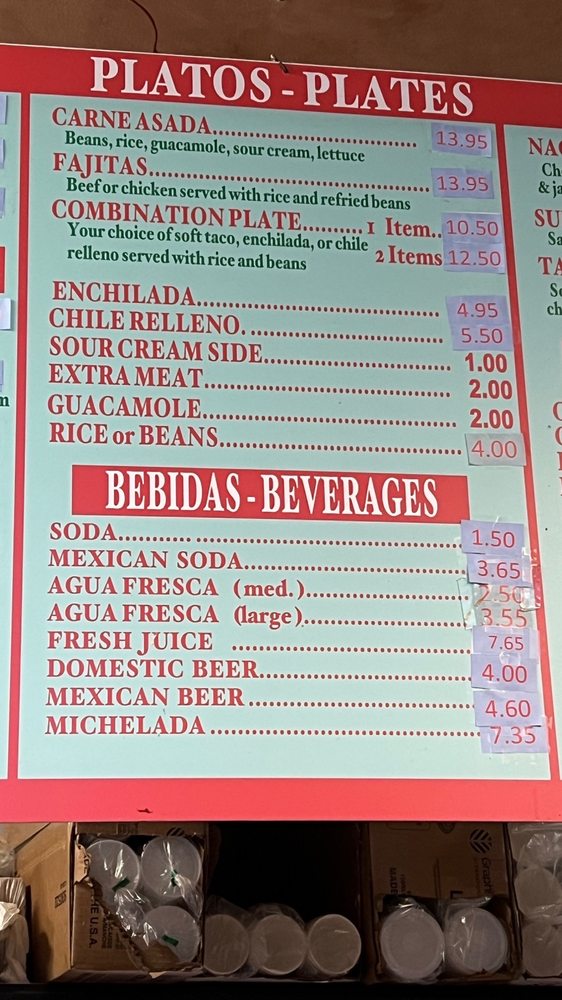 PLATOS - PLATES
CARNE ASADA 13.95
Beans, rice, guacamole, sour cream, lettuce
FAJITAS 13.95
Beef or chicken served with rice and refried beans
COMBINATION PLATE 1 Item.. 10.50
Your choice of soft taco, enchilada, or chile 2 Items 12.50
relleno served with rice and beans
ENCHILADA 4.95
CHILE RELLENO. 5.50
SOUR CREAM SIDE 1.00
EXTRA MEAT 2.00
GUACAMOLE 2.00
RICE or BEANS 4.00
BEBIDAS - BEVERAGES
SODA 1.50
MEXICAN SODA 3.65
AGUA FRESCA (med.) 2.50
AGUA FRESCA (large) 3.55
FRESH JUICE 7.65
DOMESTIC BEER 4.00
MEXICAN BEER 4.60
MICHELADA 7.35